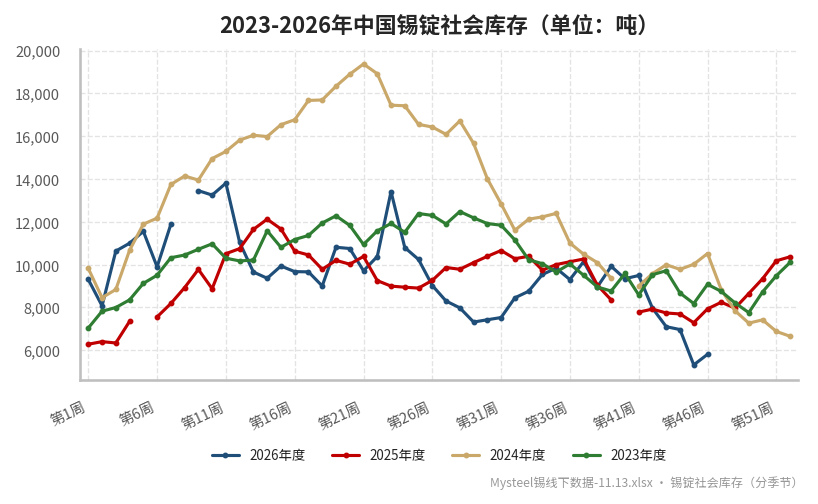 2023-2026年中国锡锭社会库存（单位：吨）
20,000
18,000
16,000
14,000
12,000
10,000
8,000
6,000
第1周 第6周 第11周 第16周 第21周 第26周 第31周 第36周 第41周 第46周 第51周
2026年度 2025年度 2024年度 2023年度
Mysteel锡线下数据-11.13.xlsx • 锡锭社会库存（分季节）